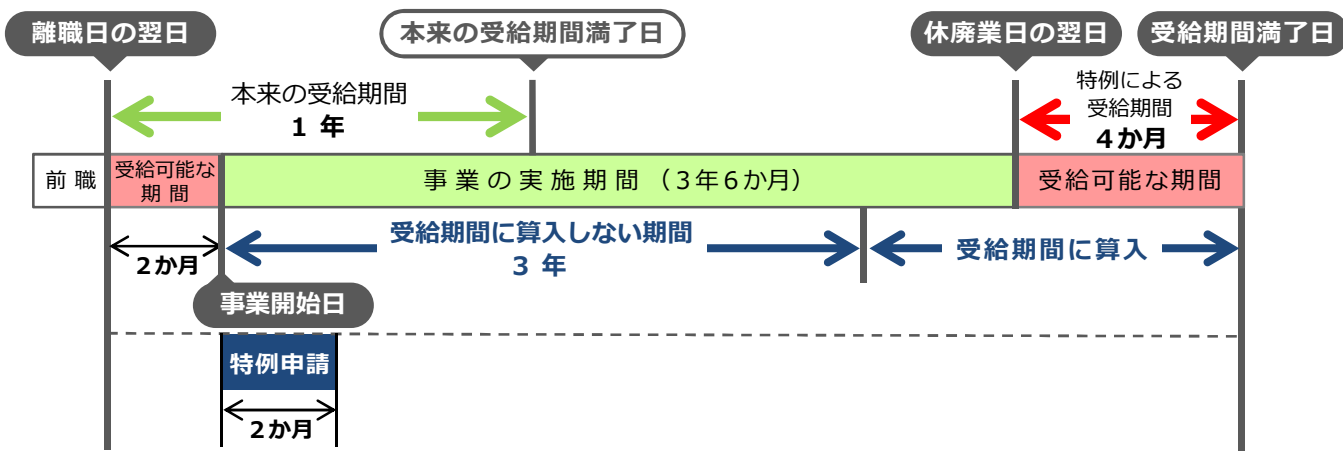 離職日の翌日
本来の受給期間満了日
休廃業日の翌日
受給期間満了日
本来の受給期間
1 年
特例による
受給期間
4か月
前 職
受給可能な
期 間
事 業 の 実 施 期 間 （3年6か月）
受給可能な期間
2か月
受給期間に算入しない期間
3 年
受給期間に算入
事業開始日
特例申請
2か月